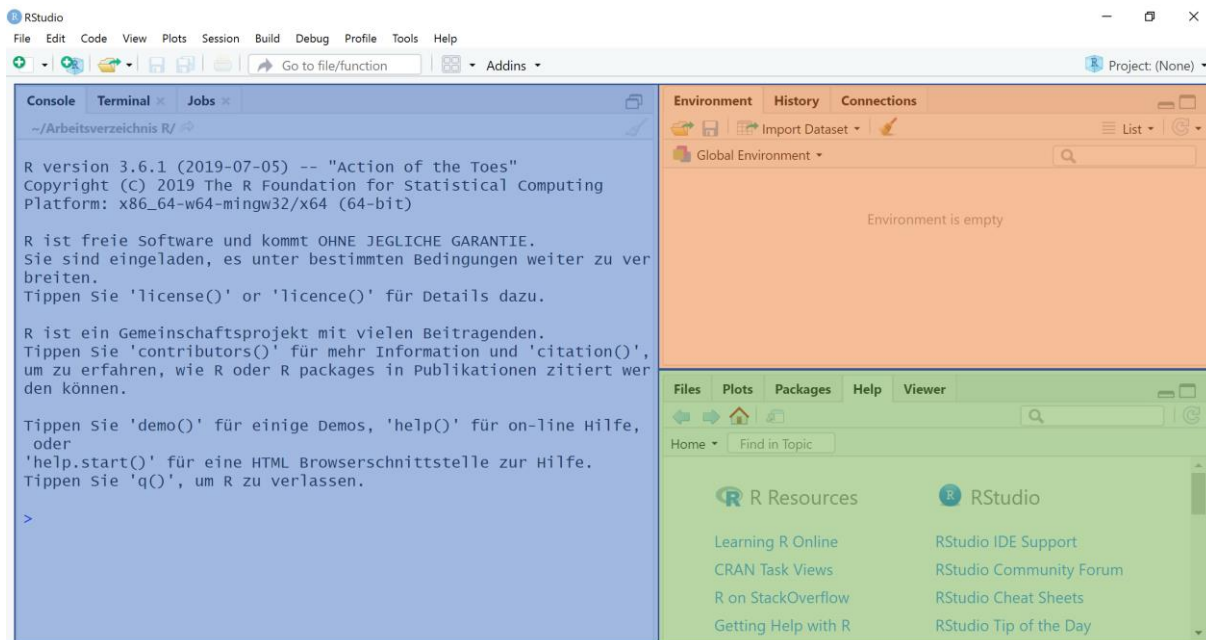 RStudio
File Edit Code View Plots Session Build Debug Profile Tools Help
Go to file/function Addins Project: (None)
Console Terminal Jobs
~/Arbeitsverzeichnis R/
R version 3.6.1 (2019-07-05) -- "Action of the Toes"
Copyright (C) 2019 The R Foundation for Statistical Computing
Platform: x86_64-w64-mingw32/x64 (64-bit)
R ist freie Software und kommt OHNE JEGLICHE GARANTIE.
Sie sind eingeladen, es unter bestimmten Bedingungen weiter zu ver
breiten.
Tippen Sie 'license()' or 'licence()' für Details dazu.
R ist ein Gemeinschaftsprojekt mit vielen Beitragenden.
Tippen Sie 'contributors()' für mehr Information und 'citation()',
um zu erfahren, wie R oder R packages in Publikationen zitiert wer
den können.
Tippen Sie 'demo()' für einige Demos, 'help()' für on-line Hilfe,
oder
'help.start()' für eine HTML Browserschnittstelle zur Hilfe.
Tippen Sie 'q()', um R zu verlassen.
>
Environment History Connections
Import Dataset List
Global Environment
Environment is empty
Files Plots Packages Help Viewer
Home Find in Topic
R Resources RStudio
Learning R Online RStudio IDE Support
CRAN Task Views RStudio Community Forum
R on StackOverflow RStudio Cheat Sheets
Getting Help with R RStudio Tip of the Day